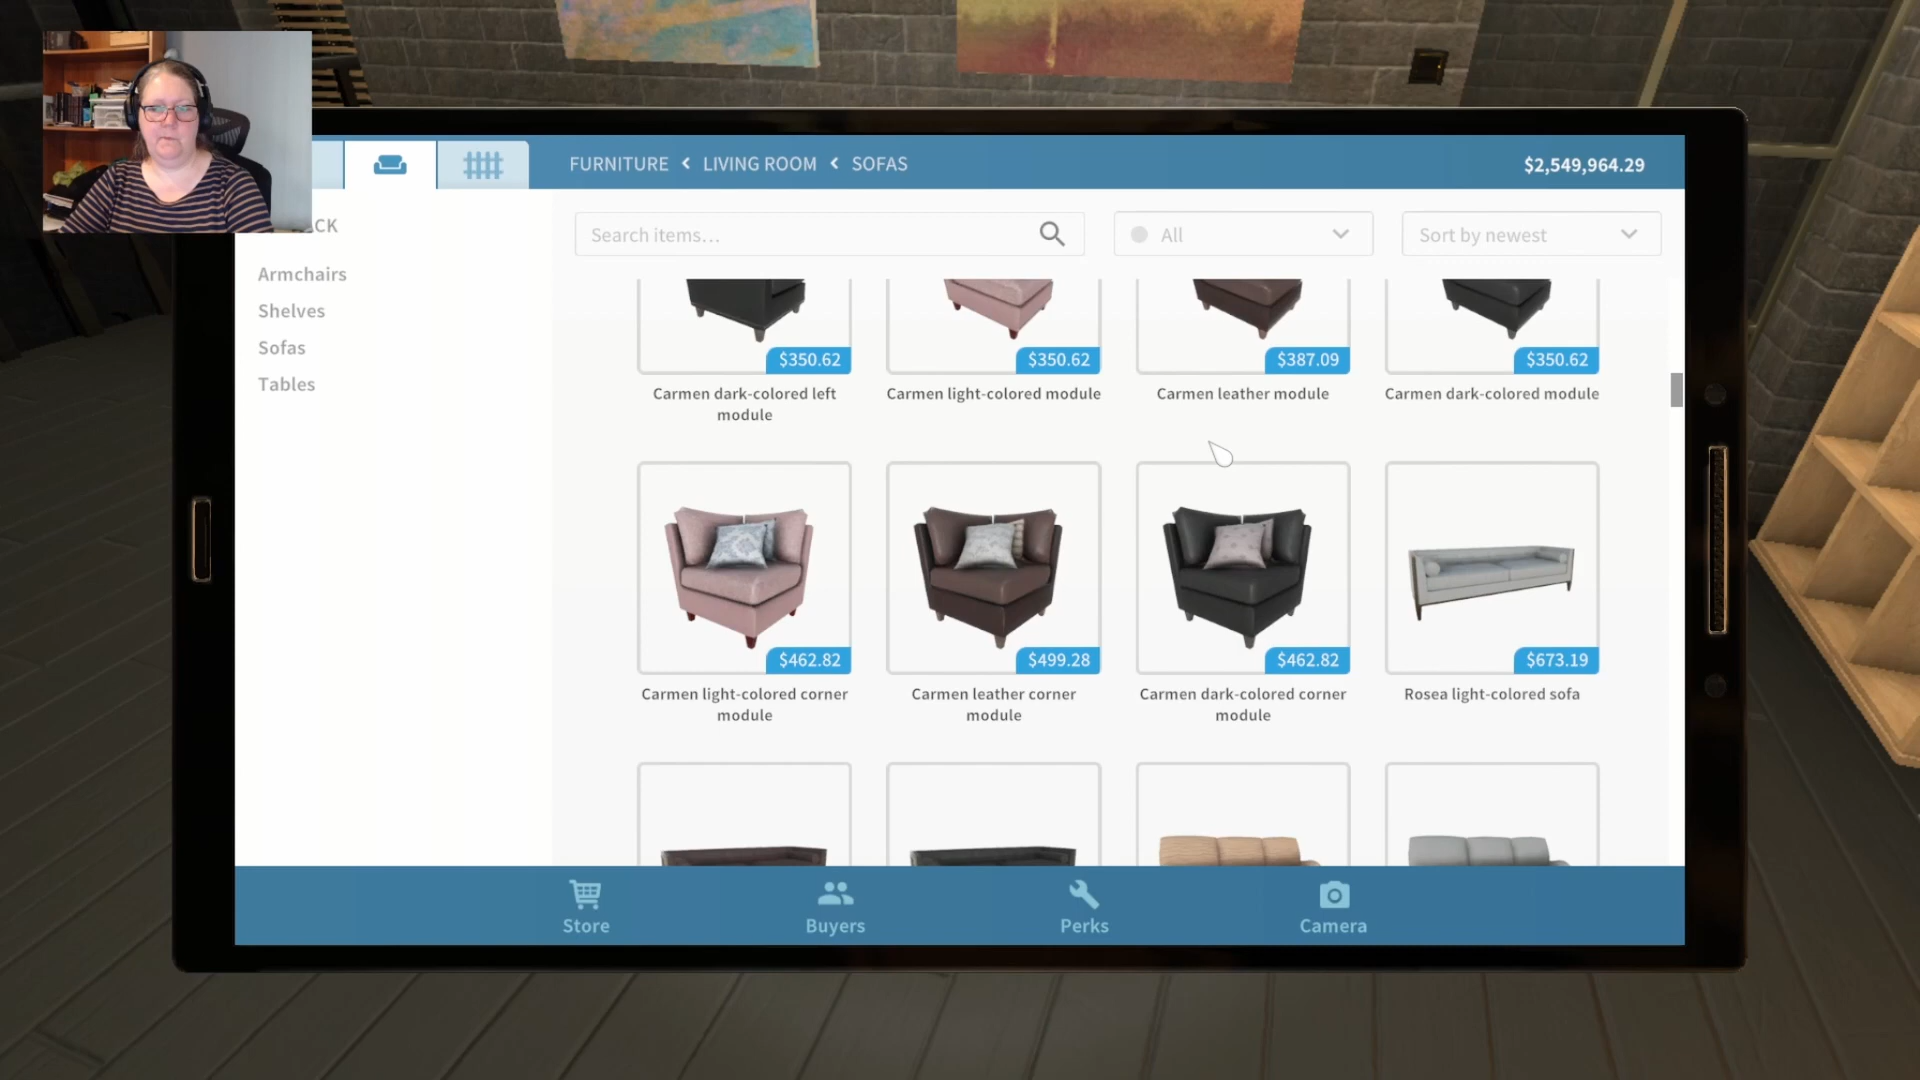 FURNITURE < LIVING ROOM < SOFAS
$2,549,964.29
CK
Search items...
All
Sort by newest
Armchairs
Shelves
Sofas
Tables
$350.62
$350.62
$387.09
$350.62
Carmen dark-colored left
module
Carmen light-colored module
Carmen leather module
Carmen dark-colored module
$462.82
$499.28
$462.82
$673.19
Carmen light-colored corner
module
Carmen leather corner
module
Carmen dark-colored corner
module
Rosea light-colored sofa
Store
Buyers
Perks
Camera